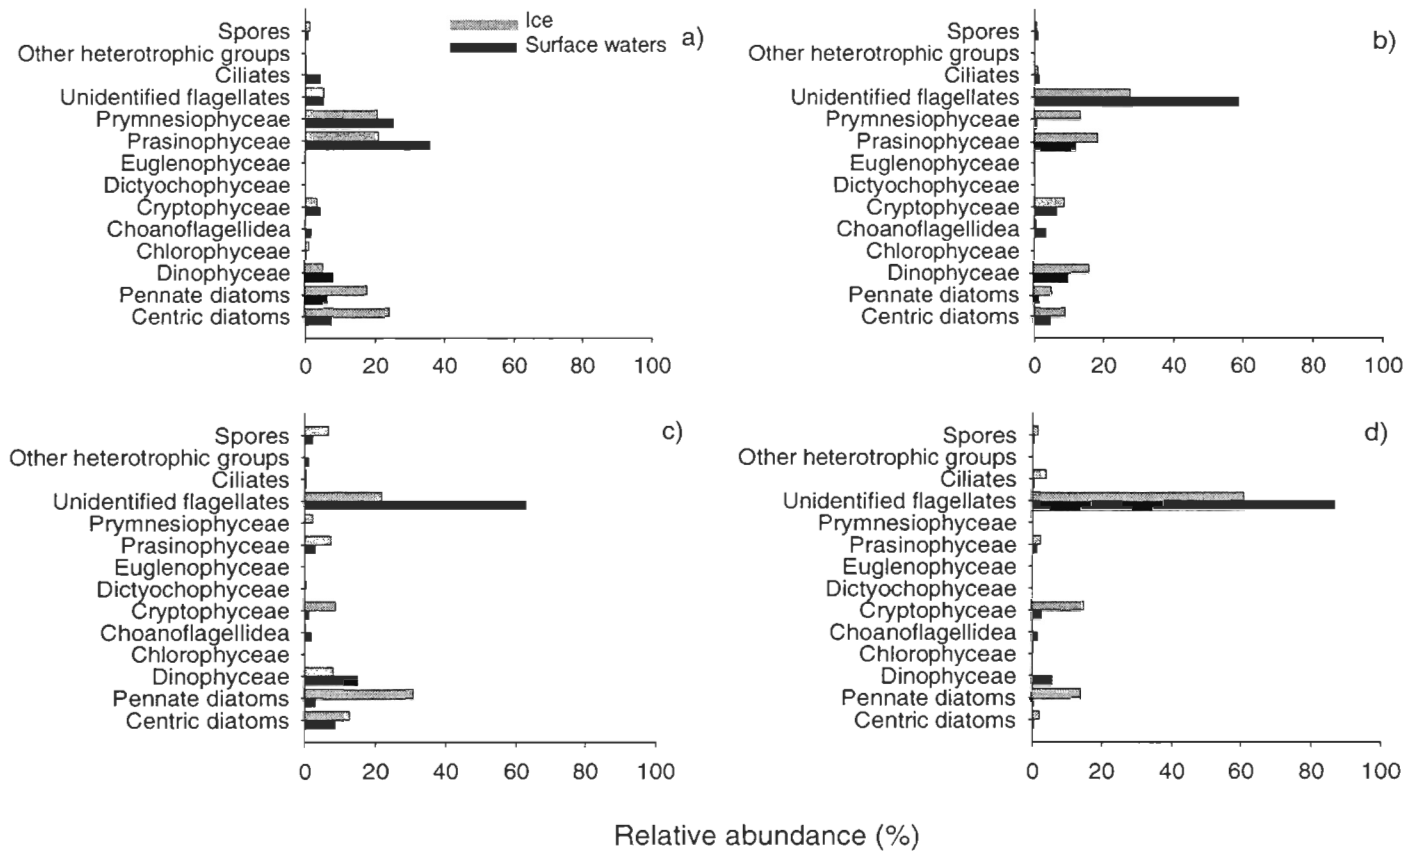 Ice
Surface waters
a)
Spores
Other heterotrophic groups
Ciliates
Unidentified flagellates
Prymnesiophyceae
Prasinophyceae
Euglenophyceae
Dictyochophyceae
Cryptophyceae
Choanoflagellidea
Chlorophyceae
Dinophyceae
Pennate diatoms
Centric diatoms
0 20 40 60 80 100
b)
Spores
Other heterotrophic groups
Ciliates
Unidentified flagellates
Prymnesiophyceae
Prasinophyceae
Euglenophyceae
Dictyochophyceae
Cryptophyceae
Choanoflagellidea
Chlorophyceae
Dinophyceae
Pennate diatoms
Centric diatoms
0 20 40 60 80 100
c)
Spores
Other heterotrophic groups
Ciliates
Unidentified flagellates
Prymnesiophyceae
Prasinophyceae
Euglenophyceae
Dictyochophyceae
Cryptophyceae
Choanoflagellidea
Chlorophyceae
Dinophyceae
Pennate diatoms
Centric diatoms
0 20 40 60 80 100
d)
Spores
Other heterotrophic groups
Ciliates
Unidentified flagellates
Prymnesiophyceae
Prasinophyceae
Euglenophyceae
Dictyochophyceae
Cryptophyceae
Choanoflagellidea
Chlorophyceae
Dinophyceae
Pennate diatoms
Centric diatoms
0 20 40 60 80 100
Relative abundance (%)